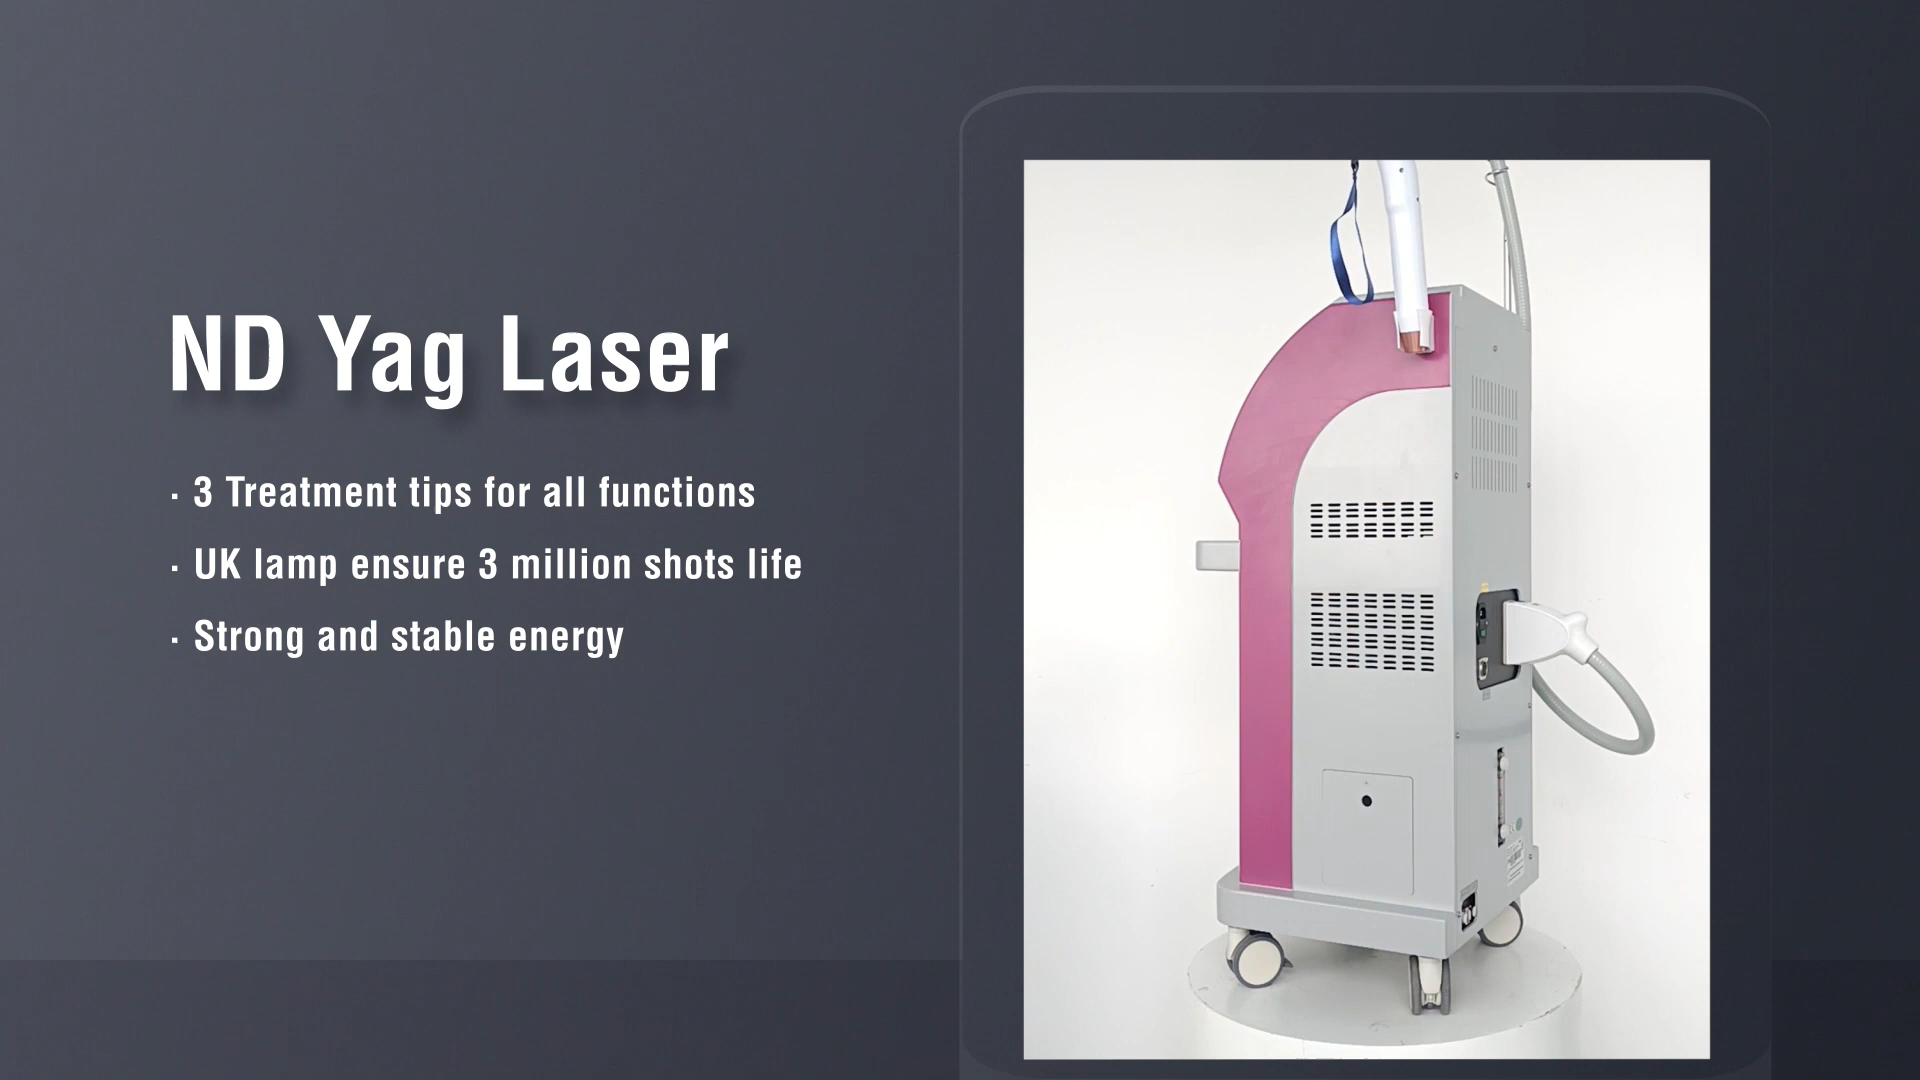 ND Yag Laser
· 3 Treatment tips for all functions
· UK lamp ensure 3 million shots life
· Strong and stable energy